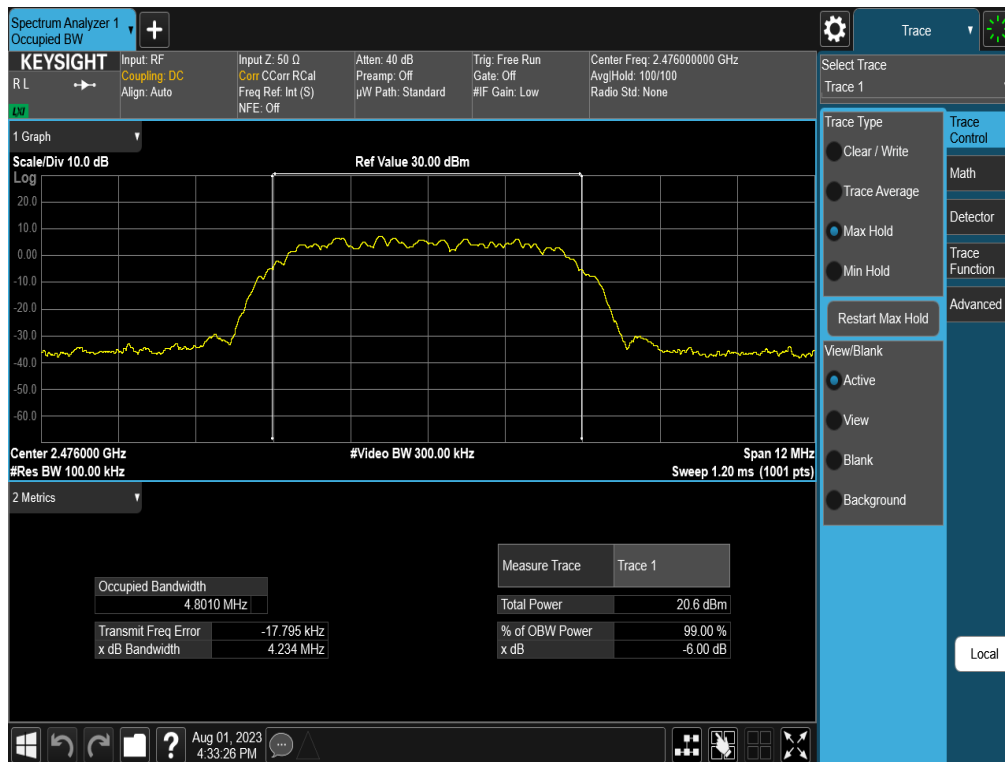 Spectrum Analyzer 1
Occupied BW
Trace
KEYSIGHT
R L
LXI
Input: RF
Coupling: DC
Align: Auto
Input Z: 50 Ω
Corr CCorr RCal
Freq Ref: Int (S)
NFE: Off
Atten: 40 dB
Preamp: Off
µW Path: Standard
Trig: Free Run
Gate: Off
#IF Gain: Low
Center Freq: 2.476000000 GHz
Avg|Hold: 100/100
Radio Std: None
Select Trace
Trace 1
1 Graph
Scale/Div 10.0 dB
Ref Value 30.00 dBm
Log
20.0
10.0
0.00
-10.0
-20.0
-30.0
-40.0
-50.0
-60.0
Center 2.476000 GHz
#Video BW 300.00 kHz
Span 12 MHz
#Res BW 100.00 kHz
Sweep 1.20 ms (1001 pts)
2 Metrics
Measure Trace
Trace 1
Occupied Bandwidth
4.8010 MHz
Total Power
20.6 dBm
Transmit Freq Error
-17.795 kHz
% of OBW Power
99.00 %
x dB Bandwidth
4.234 MHz
x dB
-6.00 dB
Trace Type
Clear / Write
Trace Average
Max Hold
Min Hold
Restart Max Hold
View/Blank
Active
View
Blank
Background
Trace
Control
Math
Detector
Trace
Function
Advanced
Local
?
Aug 01, 2023
4:33:26 PM